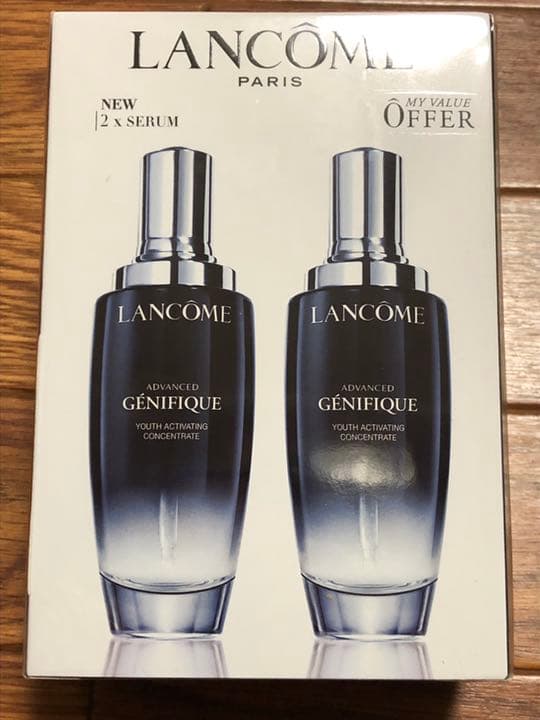 LANCÔME
PARIS
NEW
2 x SERUM
MY VALUE
ÔFFER
LANCÔME
ADVANCED
GÉNIFIQUE
YOUTH ACTIVATING
CONCENTRATE
LANCÔME
ADVANCED
GÉNIFIQUE
YOUTH ACTIVATING
CONCENTRATE